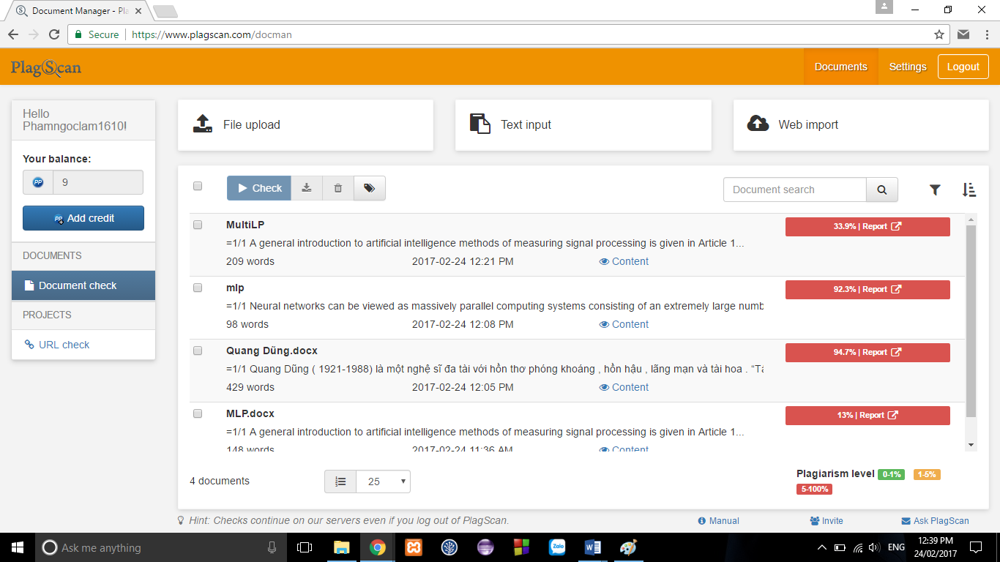 Document Manager - Pla
Secure
https://www.plagscan.com/docman
PlagScan
Documents
Settings
Logout
Hello
Phamngoclam1610!
Your balance:
PP
9
PP Add credit
DOCUMENTS
Document check
PROJECTS
URL check
File upload
Text input
Web import
Check
Document search
MultiLP
33.9% | Report
=1/1 A general introduction to artificial intelligence methods of measuring signal processing is given in Article 1...
209 words
2017-02-24 12:21 PM
Content
mlp
92.3% | Report
=1/1 Neural networks can be viewed as massively parallel computing systems consisting of an extremely large numb
98 words
2017-02-24 12:08 PM
Content
Quang Dũng.docx
94.7% | Report
=1/1 Quang Dũng ( 1921-1988) là một nghệ sĩ đa tài với hồn thơ phóng khoáng , hồn hậu , lãng mạn và tài hoa . “Tá
429 words
2017-02-24 12:05 PM
Content
MLP.docx
13% | Report
=1/1 A general introduction to artificial intelligence methods of measuring signal processing is given in Article 1...
148 words
2017-02-24 11:36 AM
Content
4 documents
25
Plagiarism level 0-1% 1-5%
5-100%
Hint: Checks continue on our servers even if you log out of PlagScan.
Manual
Invite
Ask PlagScan
Ask me anything
Zalo
ENG
12:39 PM
24/02/2017